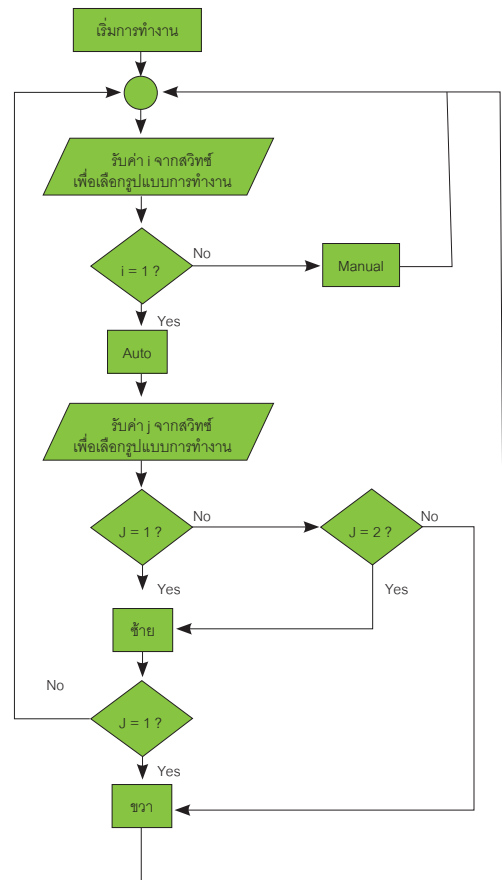 เริ่มการทำงาน
รับค่า i จากสวิทซ์
เพื่อเลือกรูปแบบการทำงาน
i = 1 ?
No
Manual
Yes
Auto
รับค่า j จากสวิทซ์
เพื่อเลือกรูปแบบการทำงาน
J = 1 ?
No
J = 2 ?
No
Yes
Yes
ซ้าย
No
J = 1 ?
Yes
ขวา